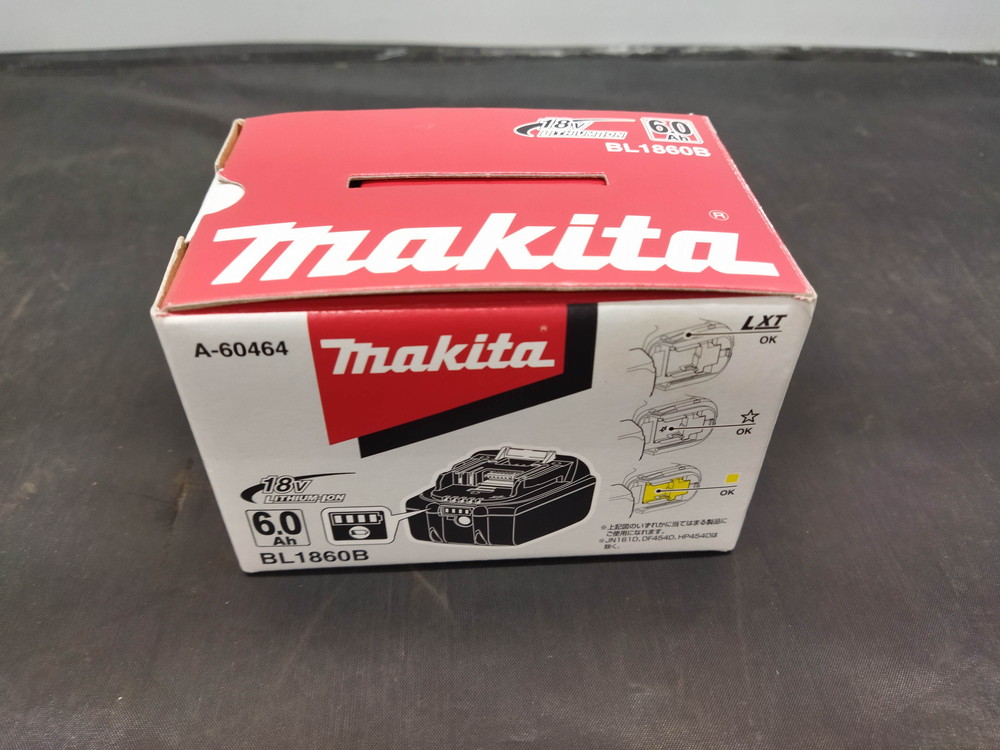 18V
LITHIUM-ION
6.0
Ah
BL1860B
makita®
A-60464
makita®
LXT
OK
☆
OK
OK
18V
LITHIUM-ION
6.0
Ah
BL1860B
※上記図のいずれかに当てはまる製品に
ご使用になれます。
※JN161D、DF454D、HP454Dは
除く。